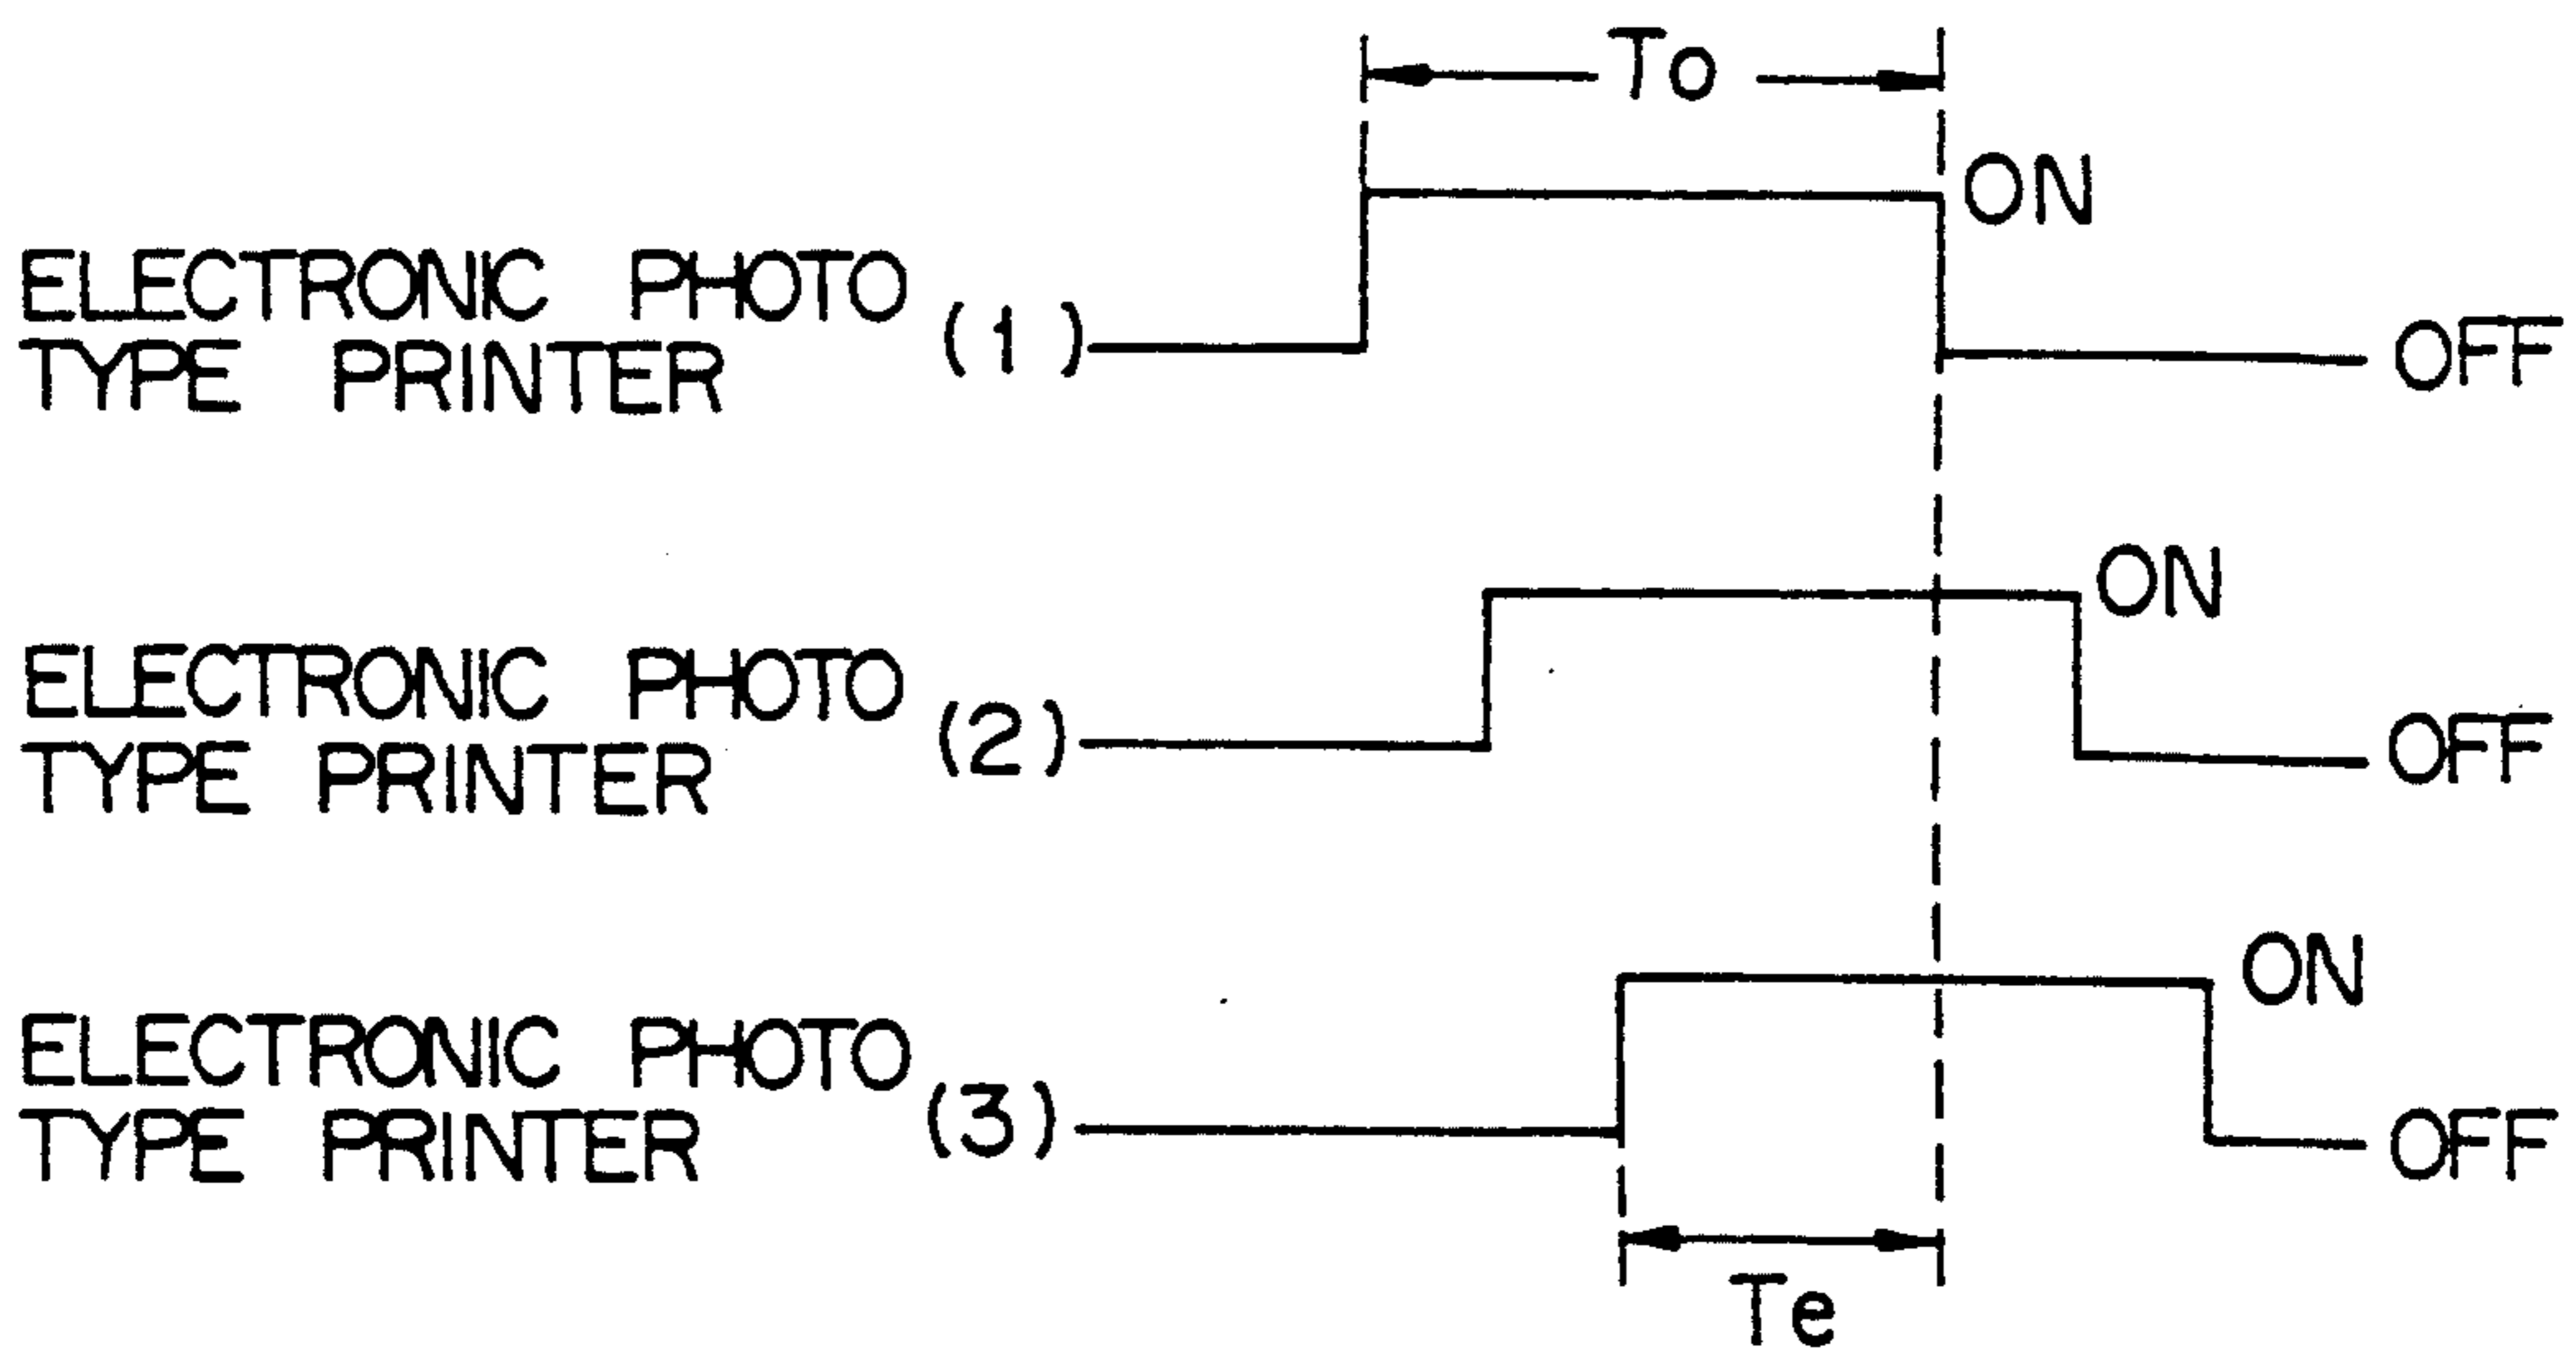 To
ON
ELECTRONIC PHOTO
TYPE PRINTER
(1)
OFF
ON
ELECTRONIC PHOTO
TYPE PRINTER
(2)
OFF
ON
ELECTRONIC PHOTO
TYPE PRINTER
(3)
OFF
Te